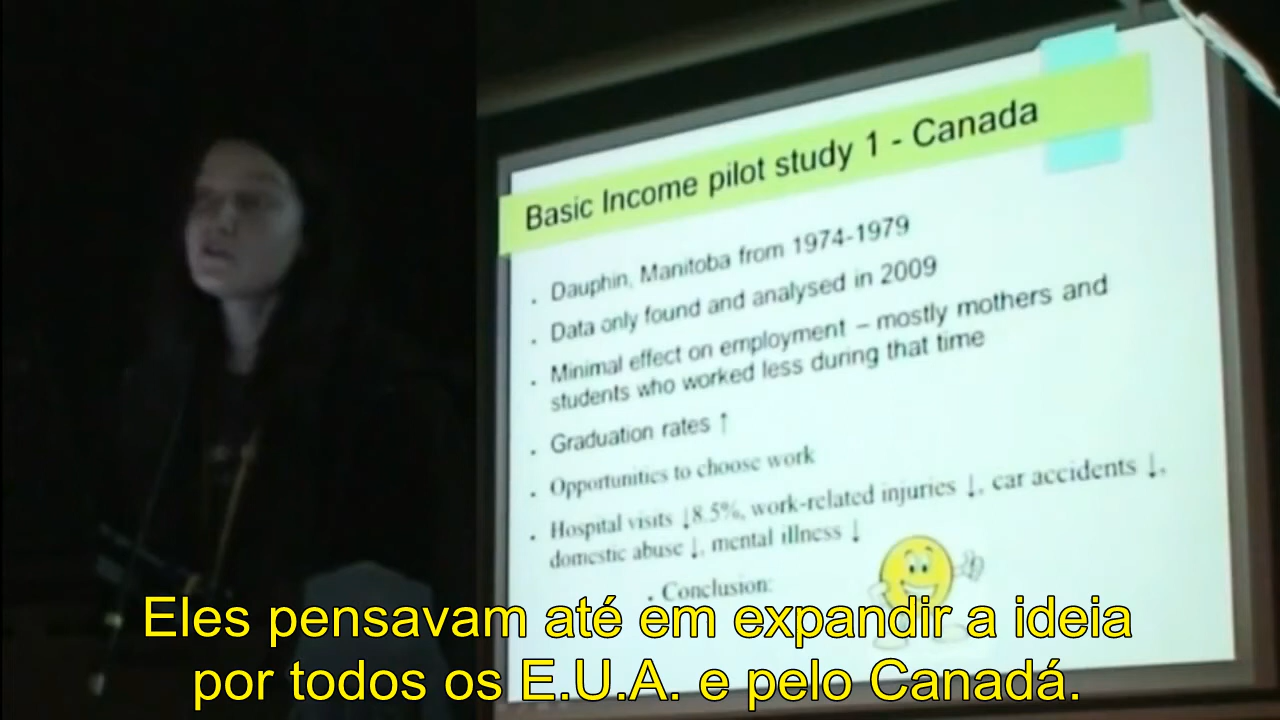 Basic Income pilot study 1 - Canada
. Dauphin, Manitoba from 1974-1979
. Data only found and analysed in 2009
. Minimal effect on employment – mostly mothers and
students who worked less during that time
. Graduation rates ↑
. Opportunities to choose work
. Hospital visits ↓8.5%, work-related injuries ↓, car accidents ↓,
domestic abuse ↓, mental illness ↓
. Conclusion:
Eles pensavam até em expandir a ideia
por todos os E.U.A. e pelo Canadá.